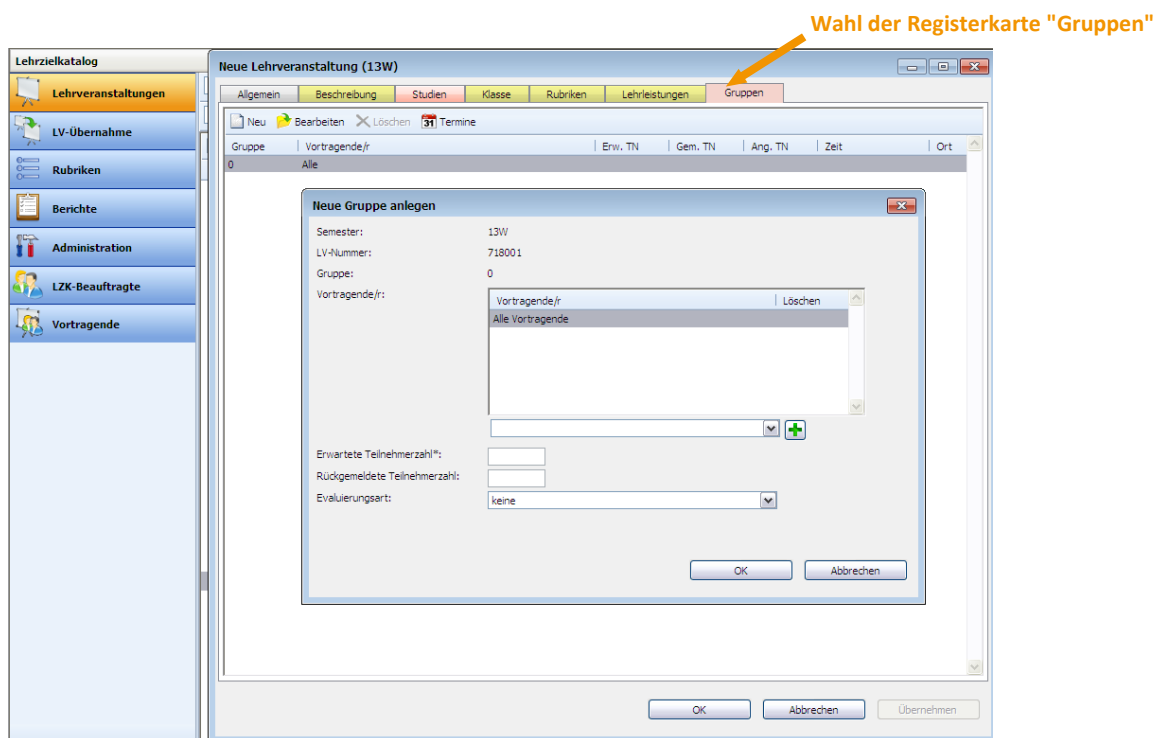 Wahl der Registerkarte "Gruppen"
Lehrzielkatalog
Lehrveranstaltungen
LV-Übernahme
Rubriken
Berichte
Administration
LZK-Beauftragte
Vortragende
Neue Lehrveranstaltung (13W)
Allgemein Beschreibung Studien Klasse Rubriken Lehrleistungen Gruppen
Neu Bearbeiten Löschen 31 Termine
Gruppe Vortragende/r Erw. TN Gem. TN Ang. TN Zeit Ort
0 Alle
Neue Gruppe anlegen
Semester: 13W
LV-Nummer: 718001
Gruppe: 0
Vortragende/r:
Vortragende/r Löschen
Alle Vortragende
Erwartete Teilnehmerzahl*:
Rückgemeldete Teilnehmerzahl:
Evaluierungsart: keine
OK Abbrechen
OK Abbrechen Übernehmen